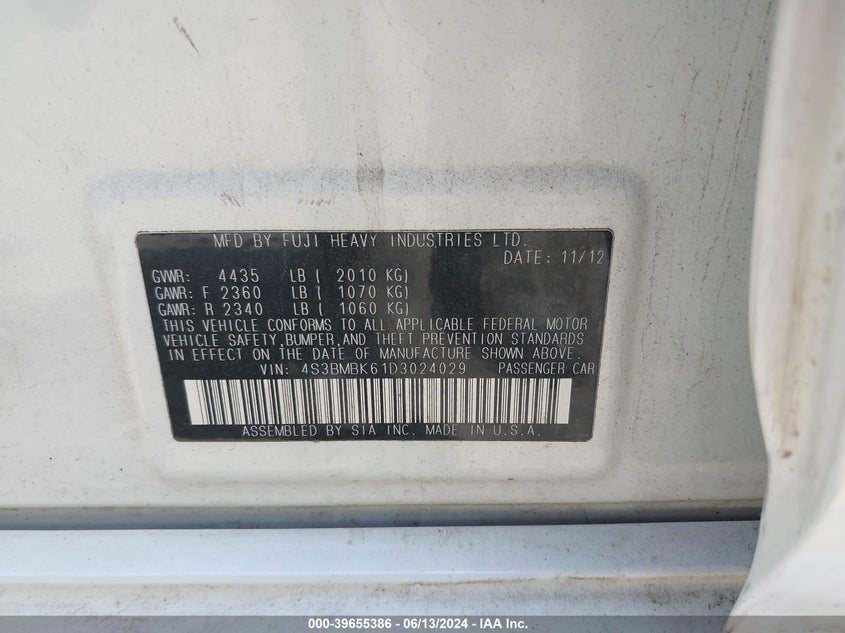 MFD BY FUJI HEAVY INDUSTRIES LTD.
DATE: 11/12
GVWR: 4435 LB ( 2010 KG)
GAWR: F 2360 LB ( 1070 KG)
GAWR: R 2340 LB ( 1060 KG)
THIS VEHICLE CONFORMS TO ALL APPLICABLE FEDERAL MOTOR
VEHICLE SAFETY,BUMPER,AND THEFT PREVENTION STANDARDS
IN EFFECT ON THE DATE OF MANUFACTURE SHOWN ABOVE.
VIN: 4S3BMBK61D3024029 PASSENGER CAR
ASSEMBLED BY SIA INC. MADE IN U.S.A.
000-39655386 - 06/13/2024 - IAA Inc.